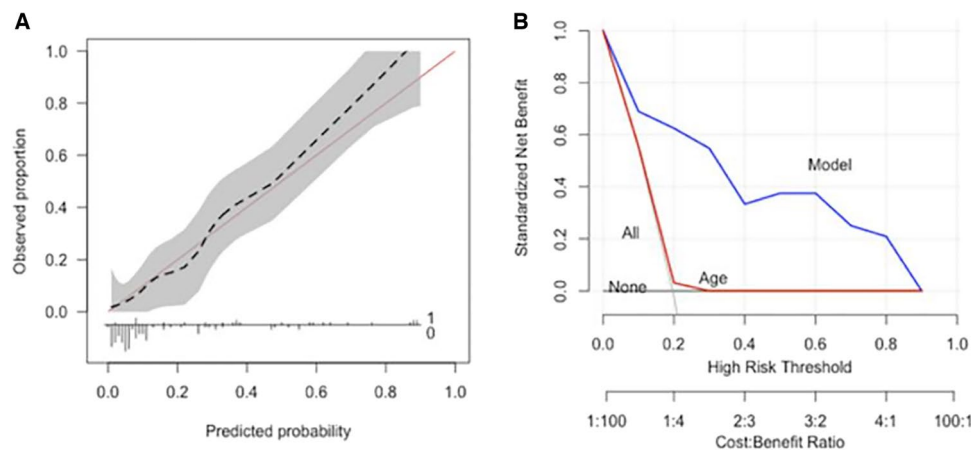 A
Observed proportion
1.0
0.8
0.6
0.4
0.2
0.0
1
0
0.0 0.2 0.4 0.6 0.8 1.0
Predicted probability
B
Standardized Net Benefit
1.0
0.8
0.6
0.4
0.2
0.0
Model
All
Age
None
0.0 0.2 0.4 0.6 0.8 1.0
High Risk Threshold
1:100 1:4 2:3 3:2 4:1 100:1
Cost:Benefit Ratio